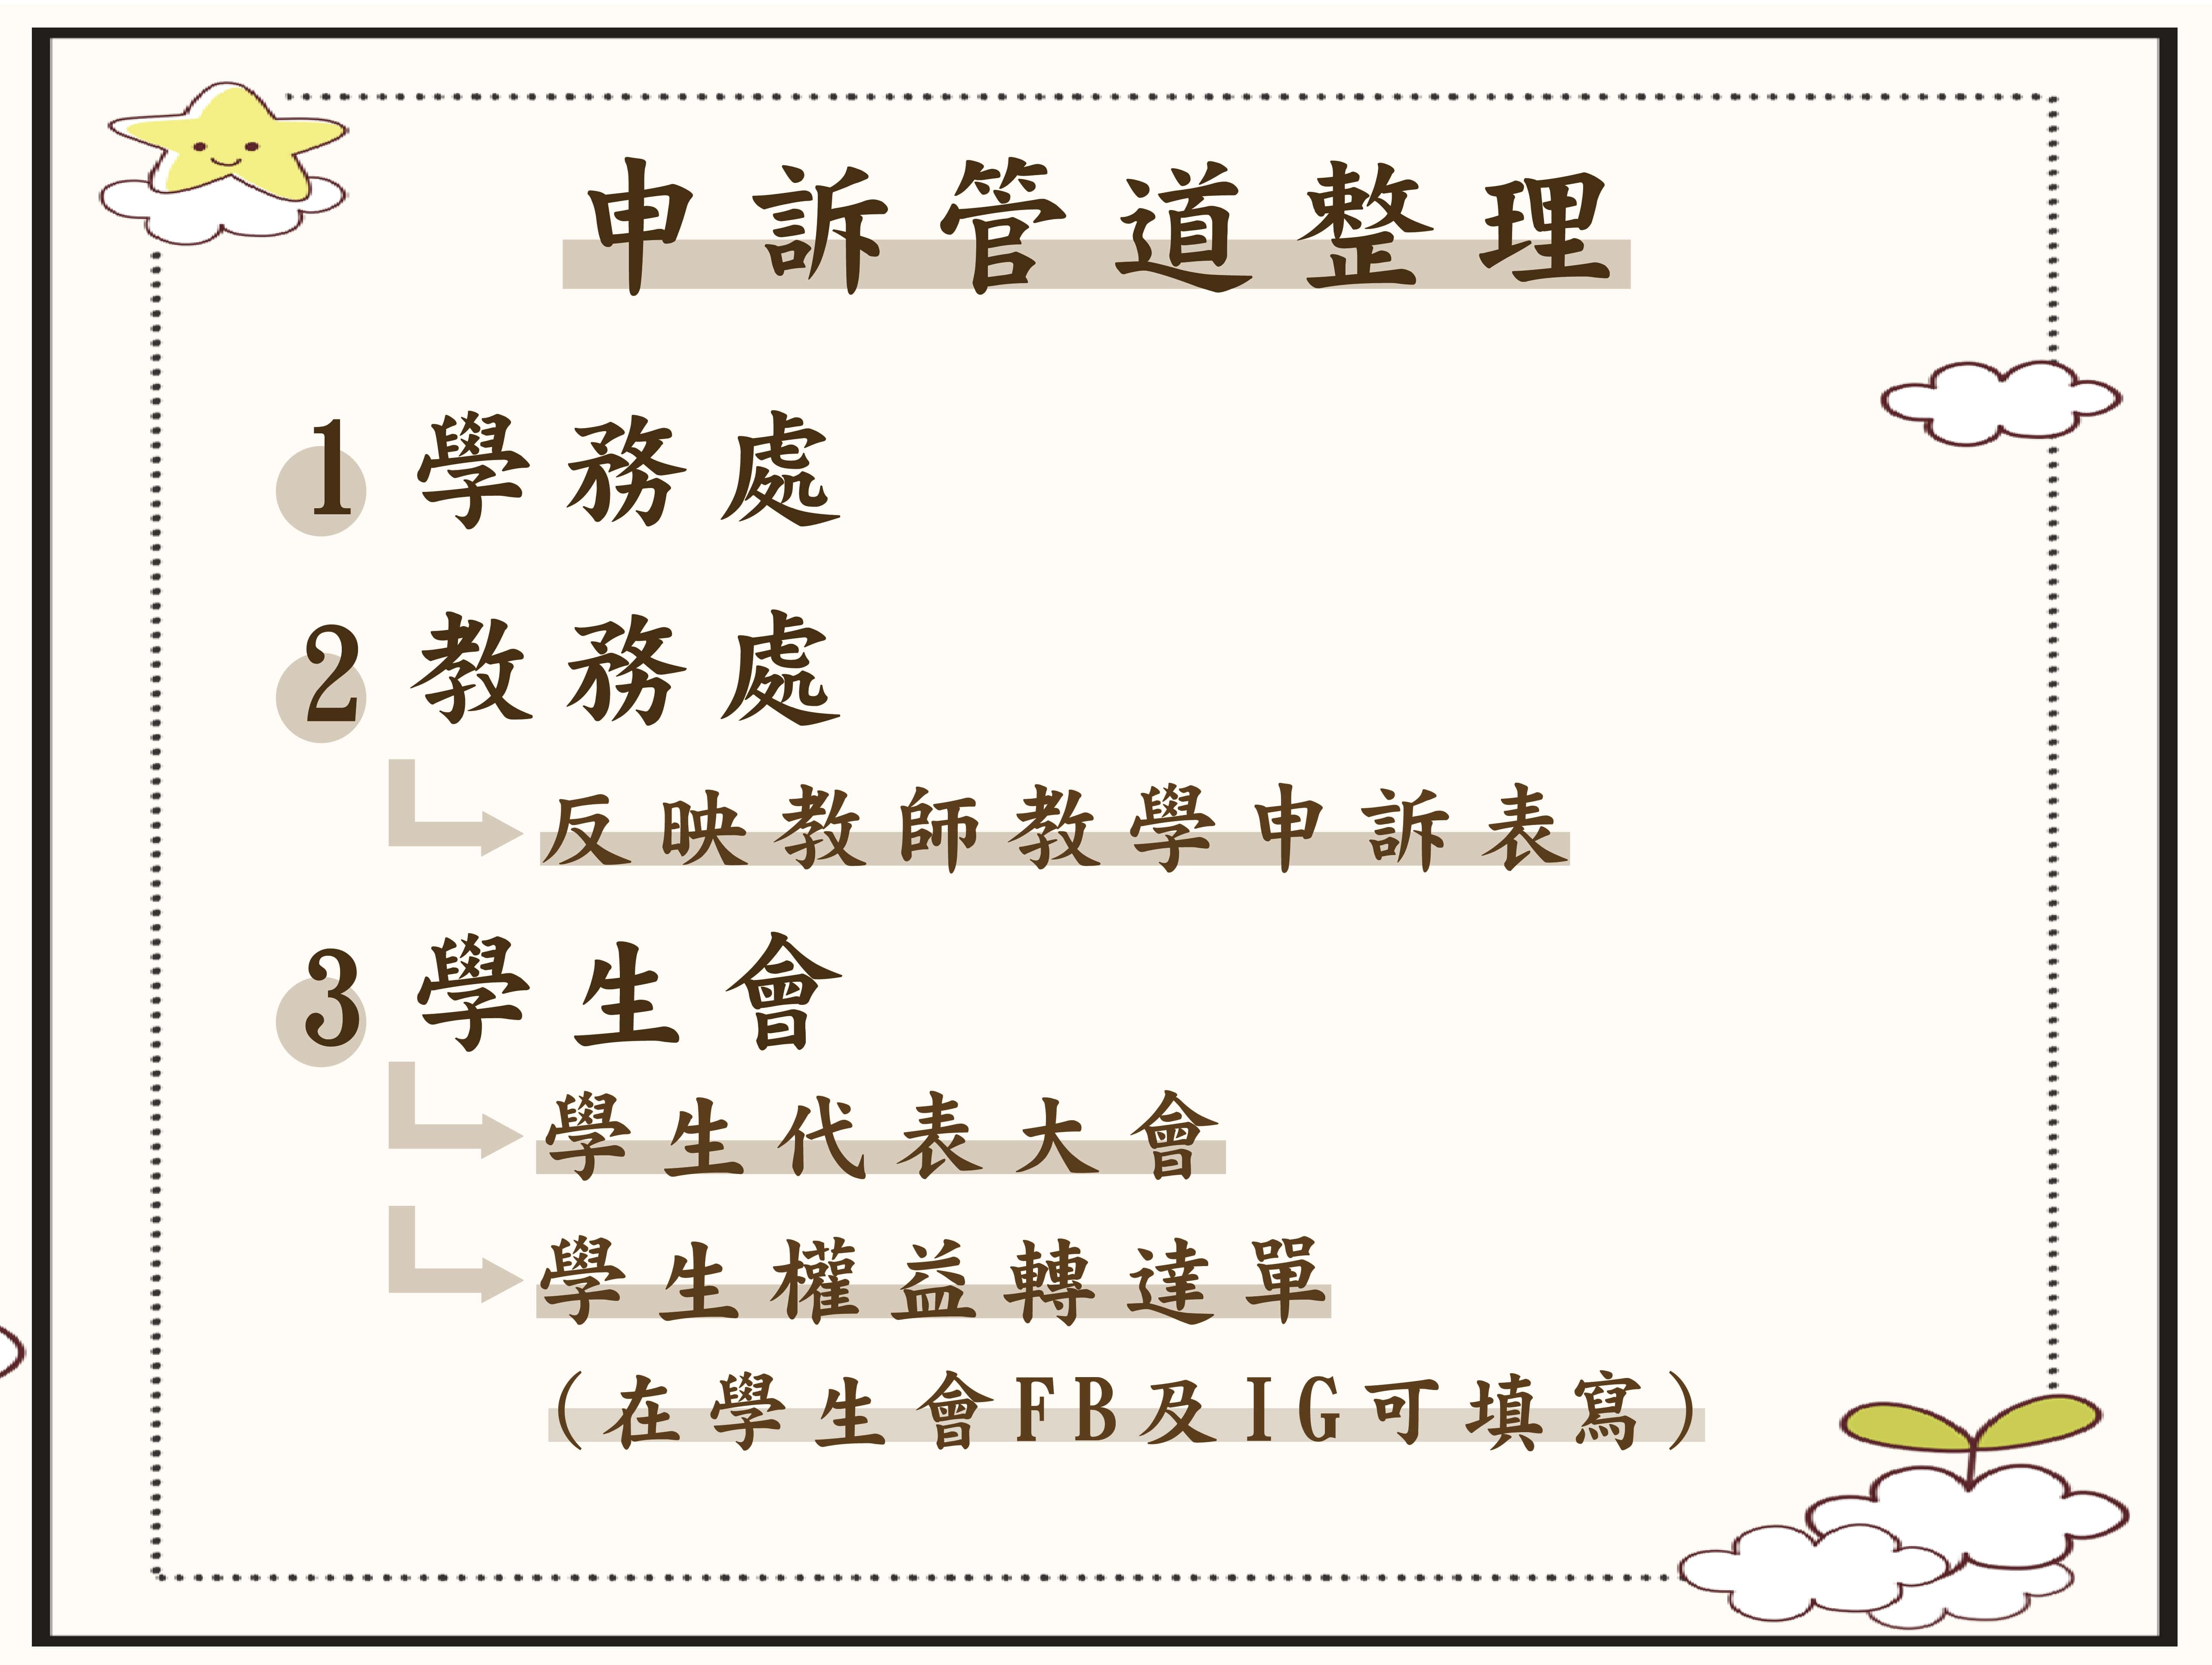 申訴管道整理
1 學務處
2 教務處
反映教師教學申訴表
3 學生會
學生代表大會
學生權益轉達單
(在學生會FB及IG可填寫)